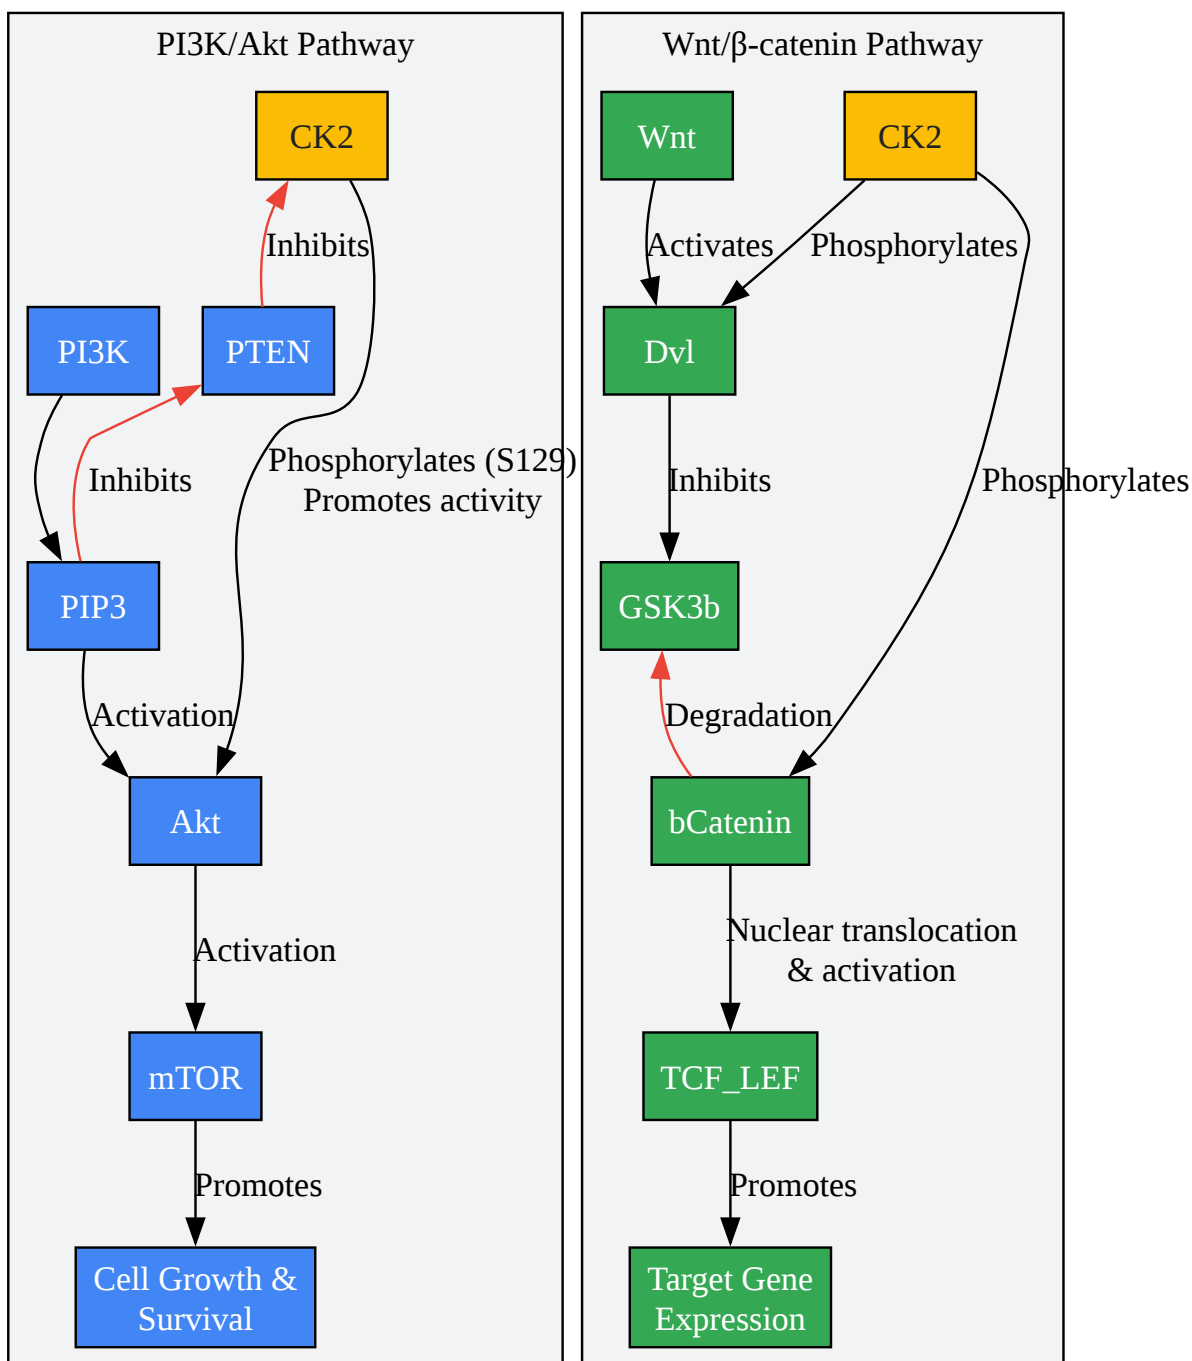 PI3K/Akt Pathway
CK2
Inhibits
PI3K
PTEN
Inhibits
Phosphorylates (S129)
Promotes activity
PIP3
Activation
Akt
Activation
mTOR
Promotes
Cell Growth &
Survival
Wnt/β-catenin Pathway
Wnt
CK2
Activates
Phosphorylates
Dvl
Inhibits
Phosphorylates
GSK3b
Degradation
bCatenin
Nuclear translocation
& activation
TCF_LEF
Promotes
Target Gene
Expression